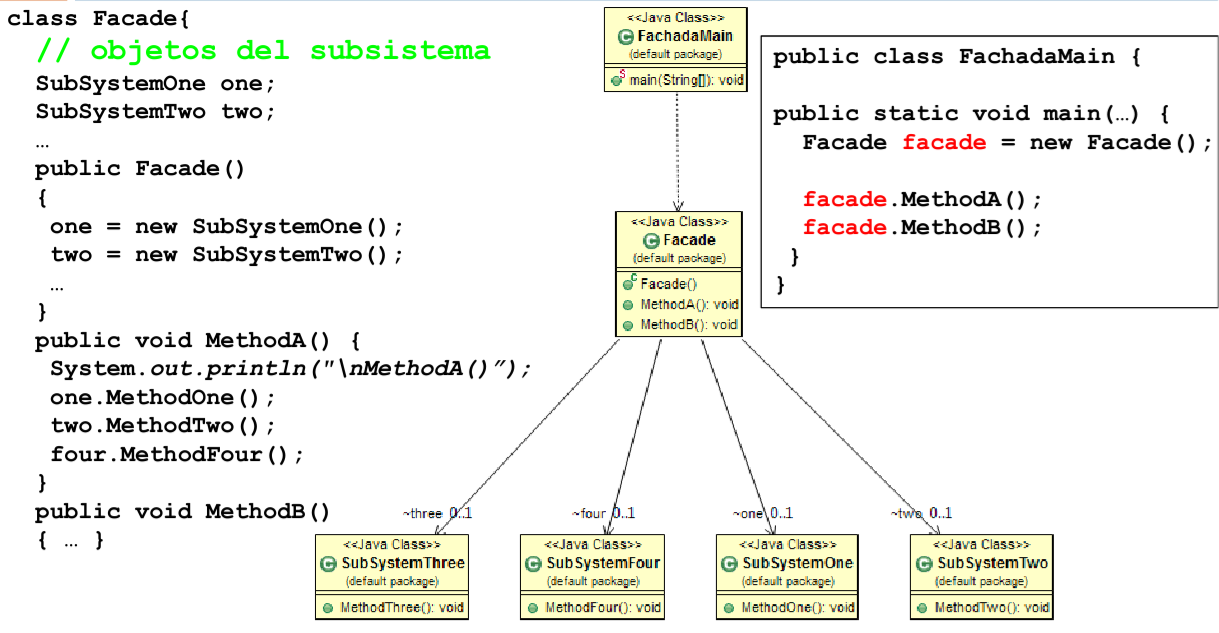 class Facade{
// objetos del subsistema
SubSystemOne one;
SubSystemTwo two;
…
public Facade()
{
one = new SubSystemOne();
two = new SubSystemTwo();
…
}
public void MethodA() {
System.out.println("\nMethodA()”);
one.MethodOne();
two.MethodTwo();
four.MethodFour();
}
public void MethodB()
{ … }
<<Java Class>>
C FachadaMain
(default package)
S main(String[]): void
<<Java Class>>
C Facade
(default package)
C Facade()
MethodA(): void
MethodB(): void
public class FachadaMain {
public static void main(…) {
Facade facade = new Facade();
facade.MethodA();
facade.MethodB();
}
}
~three 0..1
~four 0..1
~one 0..1
~two 0..1
<<Java Class>>
C SubSystemThree
(default package)
MethodThree(): void
<<Java Class>>
C SubSystemFour
(default package)
MethodFour(): void
<<Java Class>>
C SubSystemOne
(default package)
MethodOne(): void
<<Java Class>>
C SubSystemTwo
(default package)
MethodTwo(): void